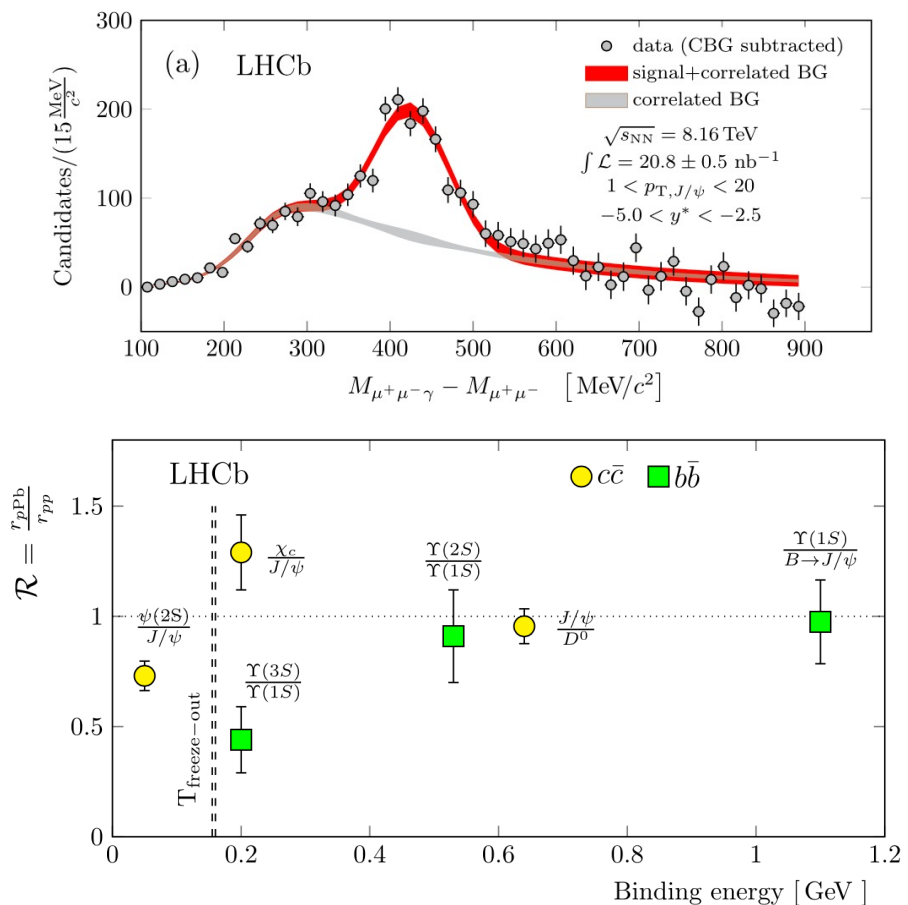 (a) LHCb
data (CBG subtracted)
signal+correlated BG
correlated BG
√s_NN = 8.16 TeV
∫ L = 20.8 ± 0.5 nb⁻¹
1 < p_T,J/ψ < 20
−5.0 < y* < −2.5
Candidates/(15 MeV/c²)
300
200
100
0
100 200 300 400 500 600 700 800 900
M_μ⁺μ⁻γ − M_μ⁺μ⁻ [MeV/c²]
LHCb
cc̄ bb̄
R = r_pPb/r_pp
1.5
1
0.5
0
χ_c/J/ψ
Υ(2S)/Υ(1S)
Υ(1S)/B→J/ψ
ψ(2S)/J/ψ
J/ψ/D⁰
Υ(3S)/Υ(1S)
T_freeze−out
0 0.2 0.4 0.6 0.8 1 1.2
Binding energy [GeV]